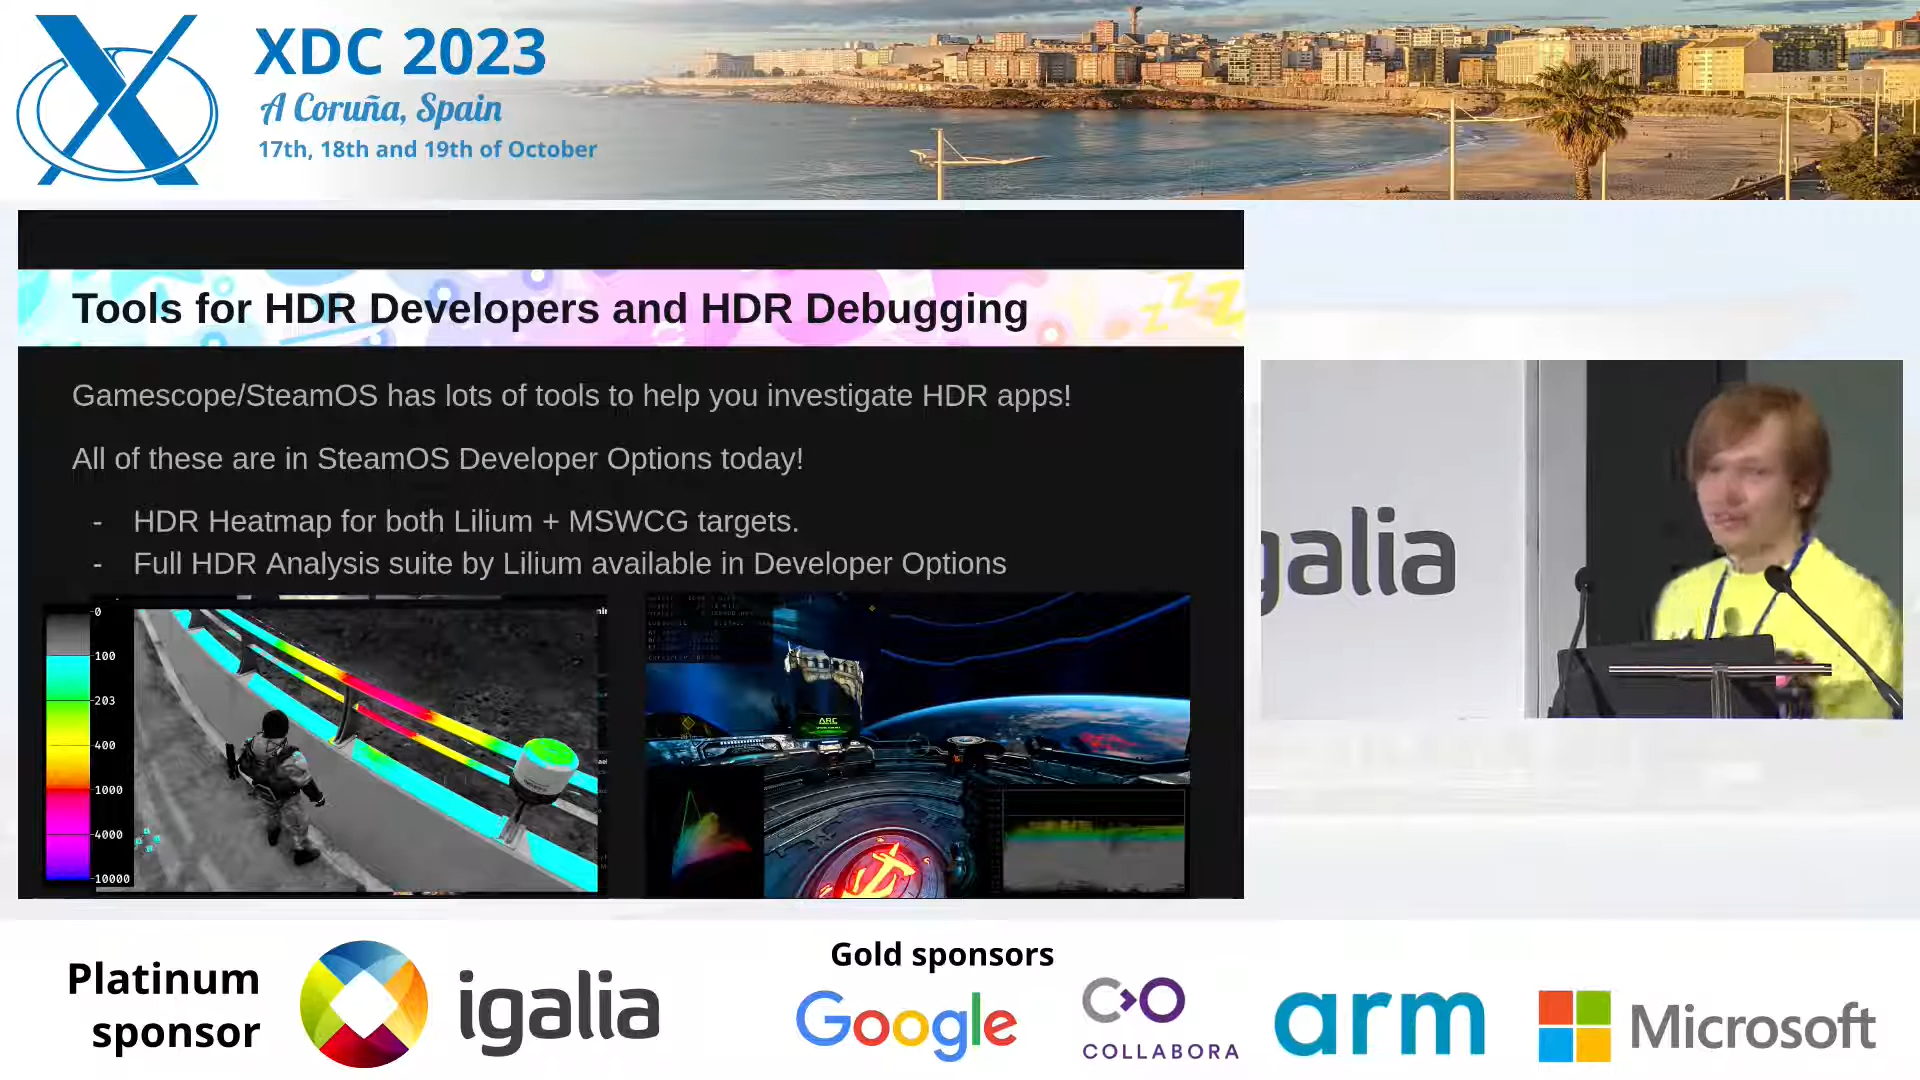 XDC 2023
A Coruña, Spain
17th, 18th and 19th of October
Tools for HDR Developers and HDR Debugging
Gamescope/SteamOS has lots of tools to help you investigate HDR apps!
All of these are in SteamOS Developer Options today!
- HDR Heatmap for both Lilium + MSWCG targets.
- Full HDR Analysis suite by Lilium available in Developer Options
0
100
203
400
1000
4000
10000
ARC
galia
Platinum
sponsor
igalia
Gold sponsors
Google
COLLABORA
arm
Microsoft